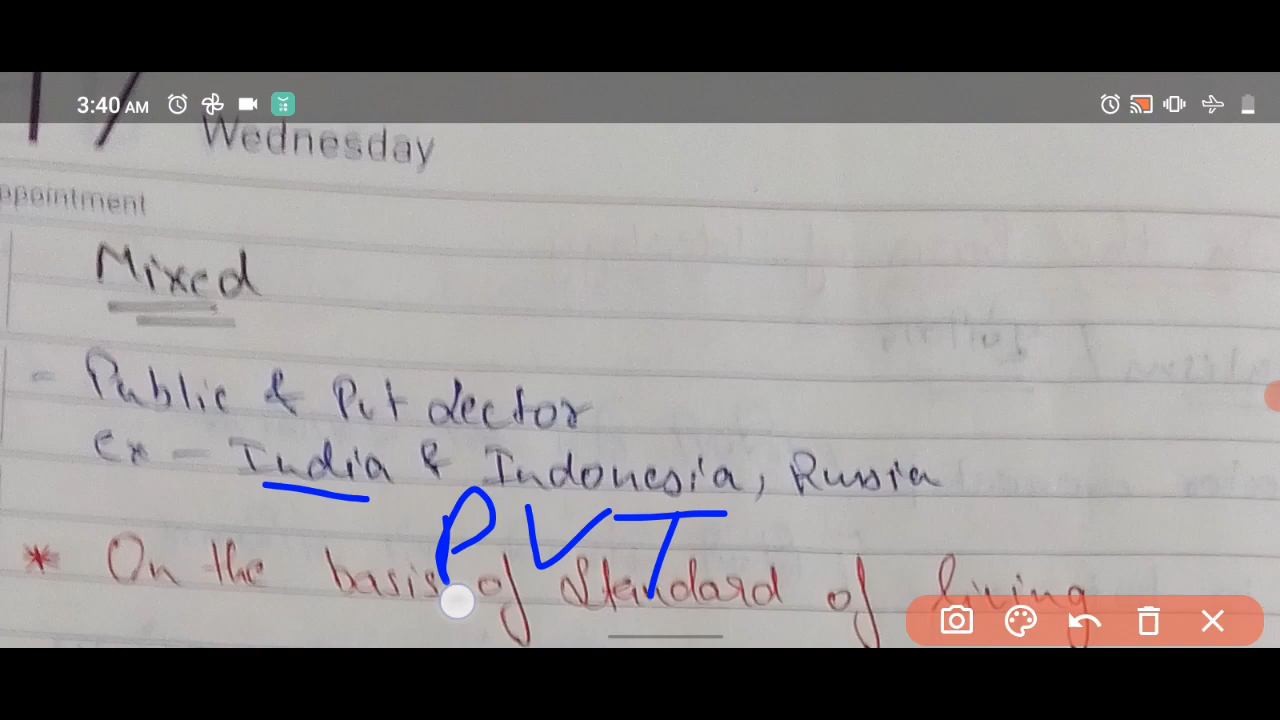 3:40 AM
Wednesday
ppointment
Mixed
- Public & Pvt dector
ex - India & Indonesia, Russia
PVT
* On the basis of Standard of living